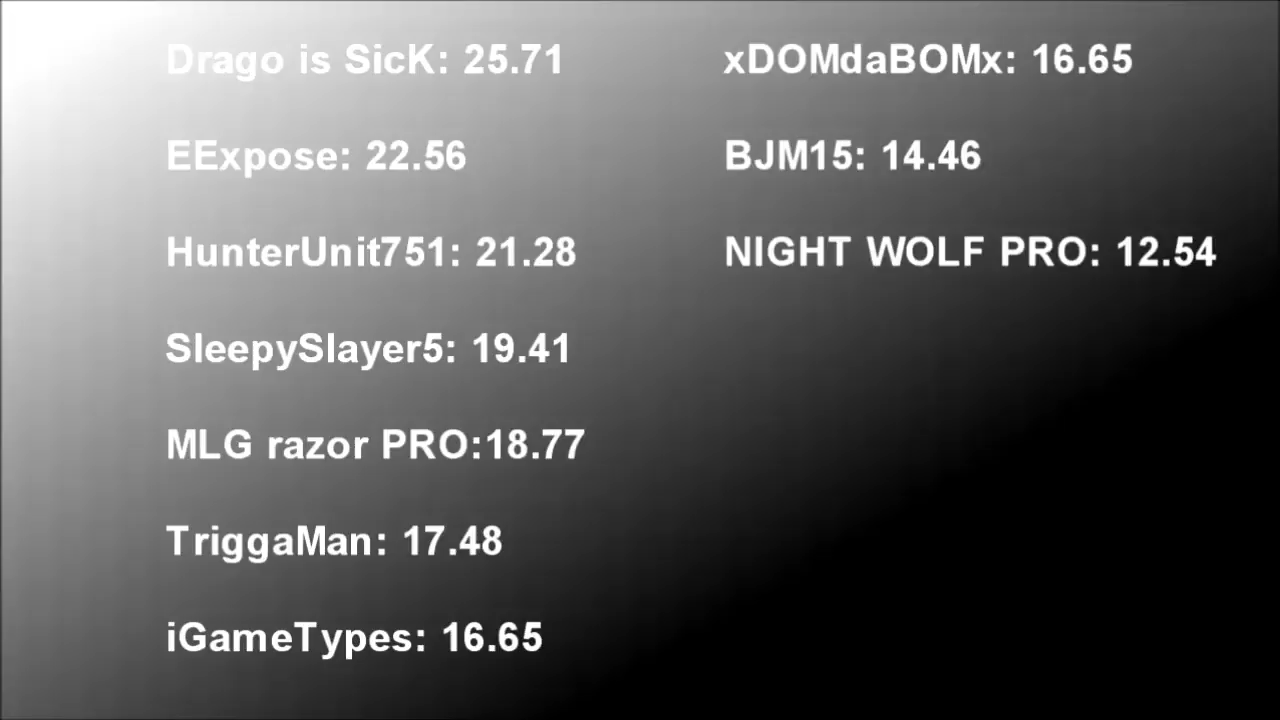 Drago is SicK: 25.71
EExpose: 22.56
HunterUnit751: 21.28
SleepySlayer5: 19.41
MLG razor PRO:18.77
TriggaMan: 17.48
iGameTypes: 16.65
xDOMdaBOMx: 16.65
BJM15: 14.46
NIGHT WOLF PRO: 12.54